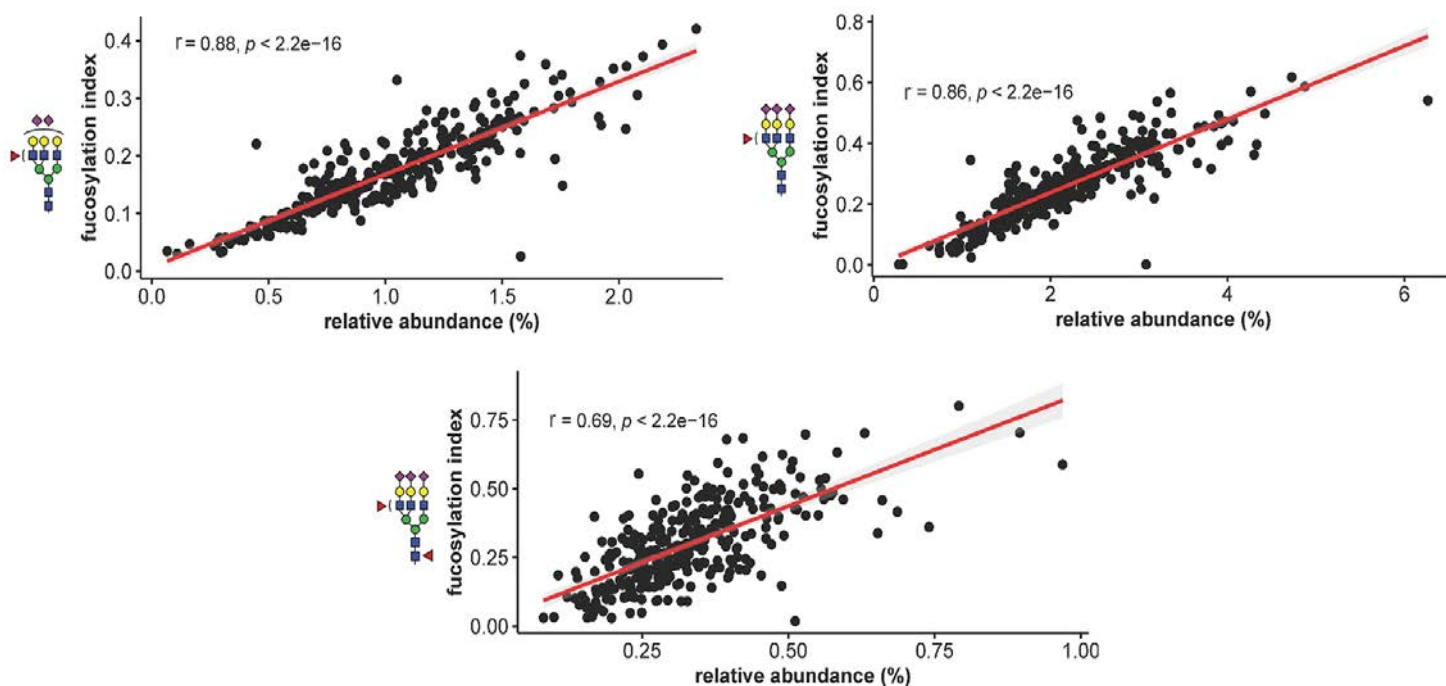 r = 0.88, p < 2.2e−16
fucosylation index
0.4
0.3
0.2
0.1
0.0
0.0 0.5 1.0 1.5 2.0
relative abundance (%)
r = 0.86, p < 2.2e−16
fucosylation index
0.8
0.6
0.4
0.2
0.0
0 2 4 6
relative abundance (%)
r = 0.69, p < 2.2e−16
fucosylation index
0.75
0.50
0.25
0.00
0.25 0.50 0.75 1.00
relative abundance (%)